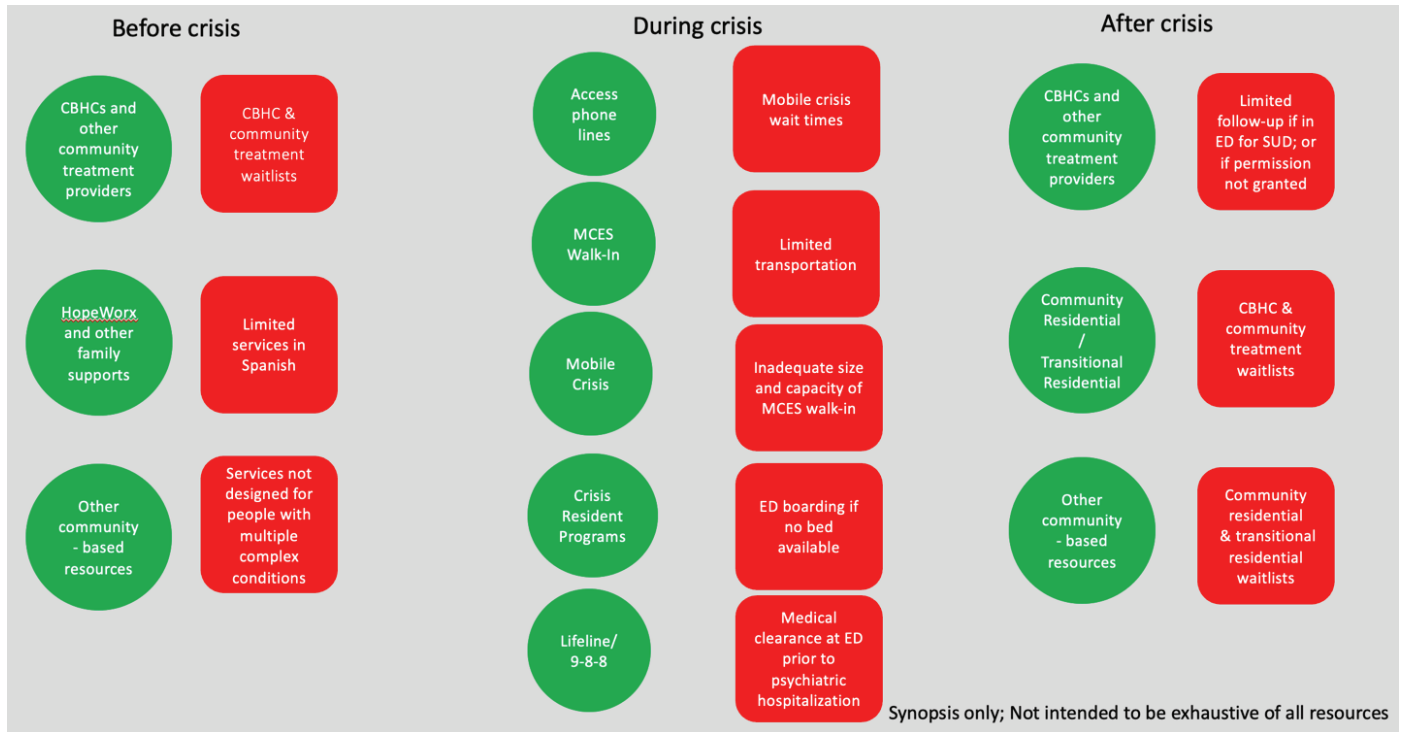 Before crisis
CBHCs and
other
community
treatment
providers
CBHC &
community
treatment
waitlists
HopeWorx
and other
family
supports
Limited
services in
Spanish
Other
community
- based
resources
Services not
designed for
people with
multiple
complex
conditions
During crisis
Access
phone
lines
Mobile crisis
wait times
MCES
Walk-In
Limited
transportation
Mobile
Crisis
Inadequate size
and capacity of
MCES walk-in
Crisis
Resident
Programs
ED boarding if
no bed
available
Lifeline/
9-8-8
Medical
clearance at ED
prior to
psychiatric
hospitalization
After crisis
CBHCs and
other
community
treatment
providers
Limited
follow-up if in
ED for SUD; or
if permission
not granted
Community
Residential
/
Transitional
Residential
CBHC &
community
treatment
waitlists
Other
community
- based
resources
Community
residential
& transitional
residential
waitlists
Synopsis only; Not intended to be exhaustive of all resources